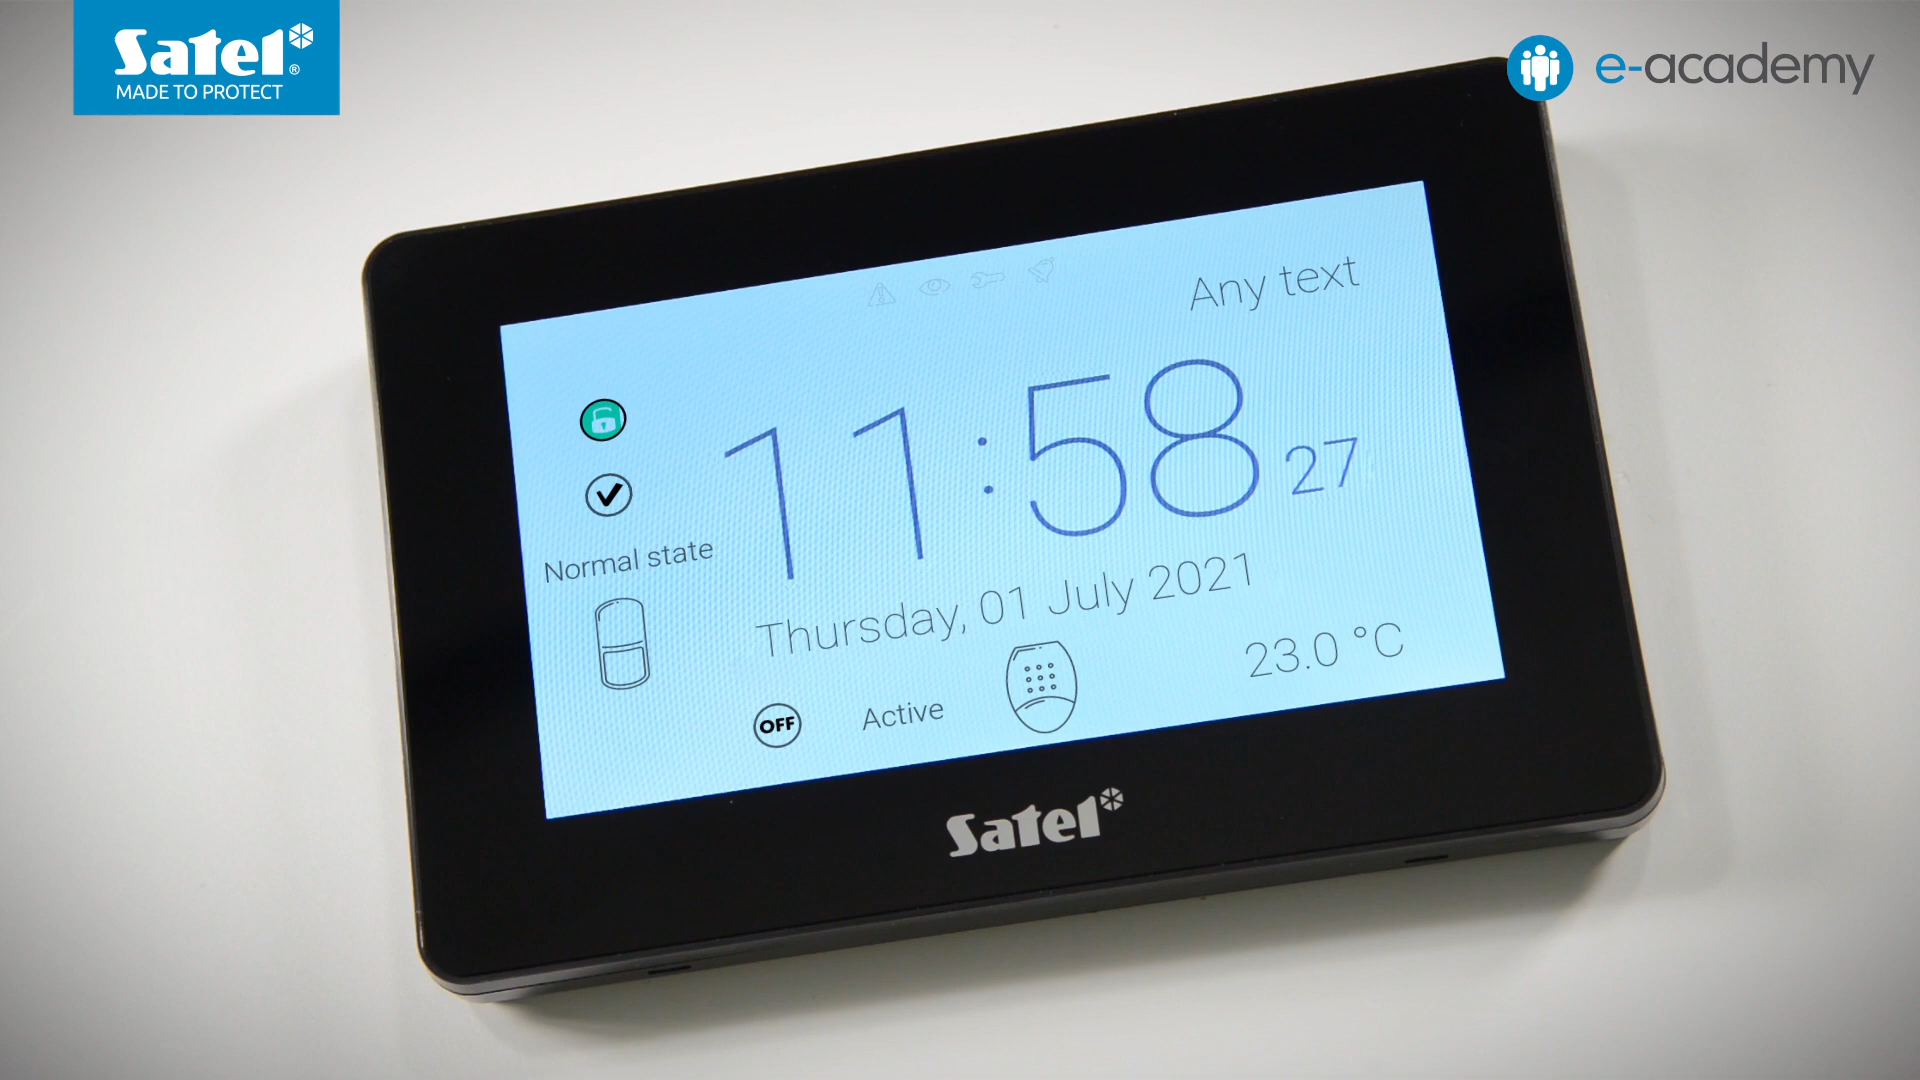 Satel®
MADE TO PROTECT
e-academy
Any text
11:58 27
Normal state
Thursday, 01 July 2021
23.0 °C
OFF
Active
Satel